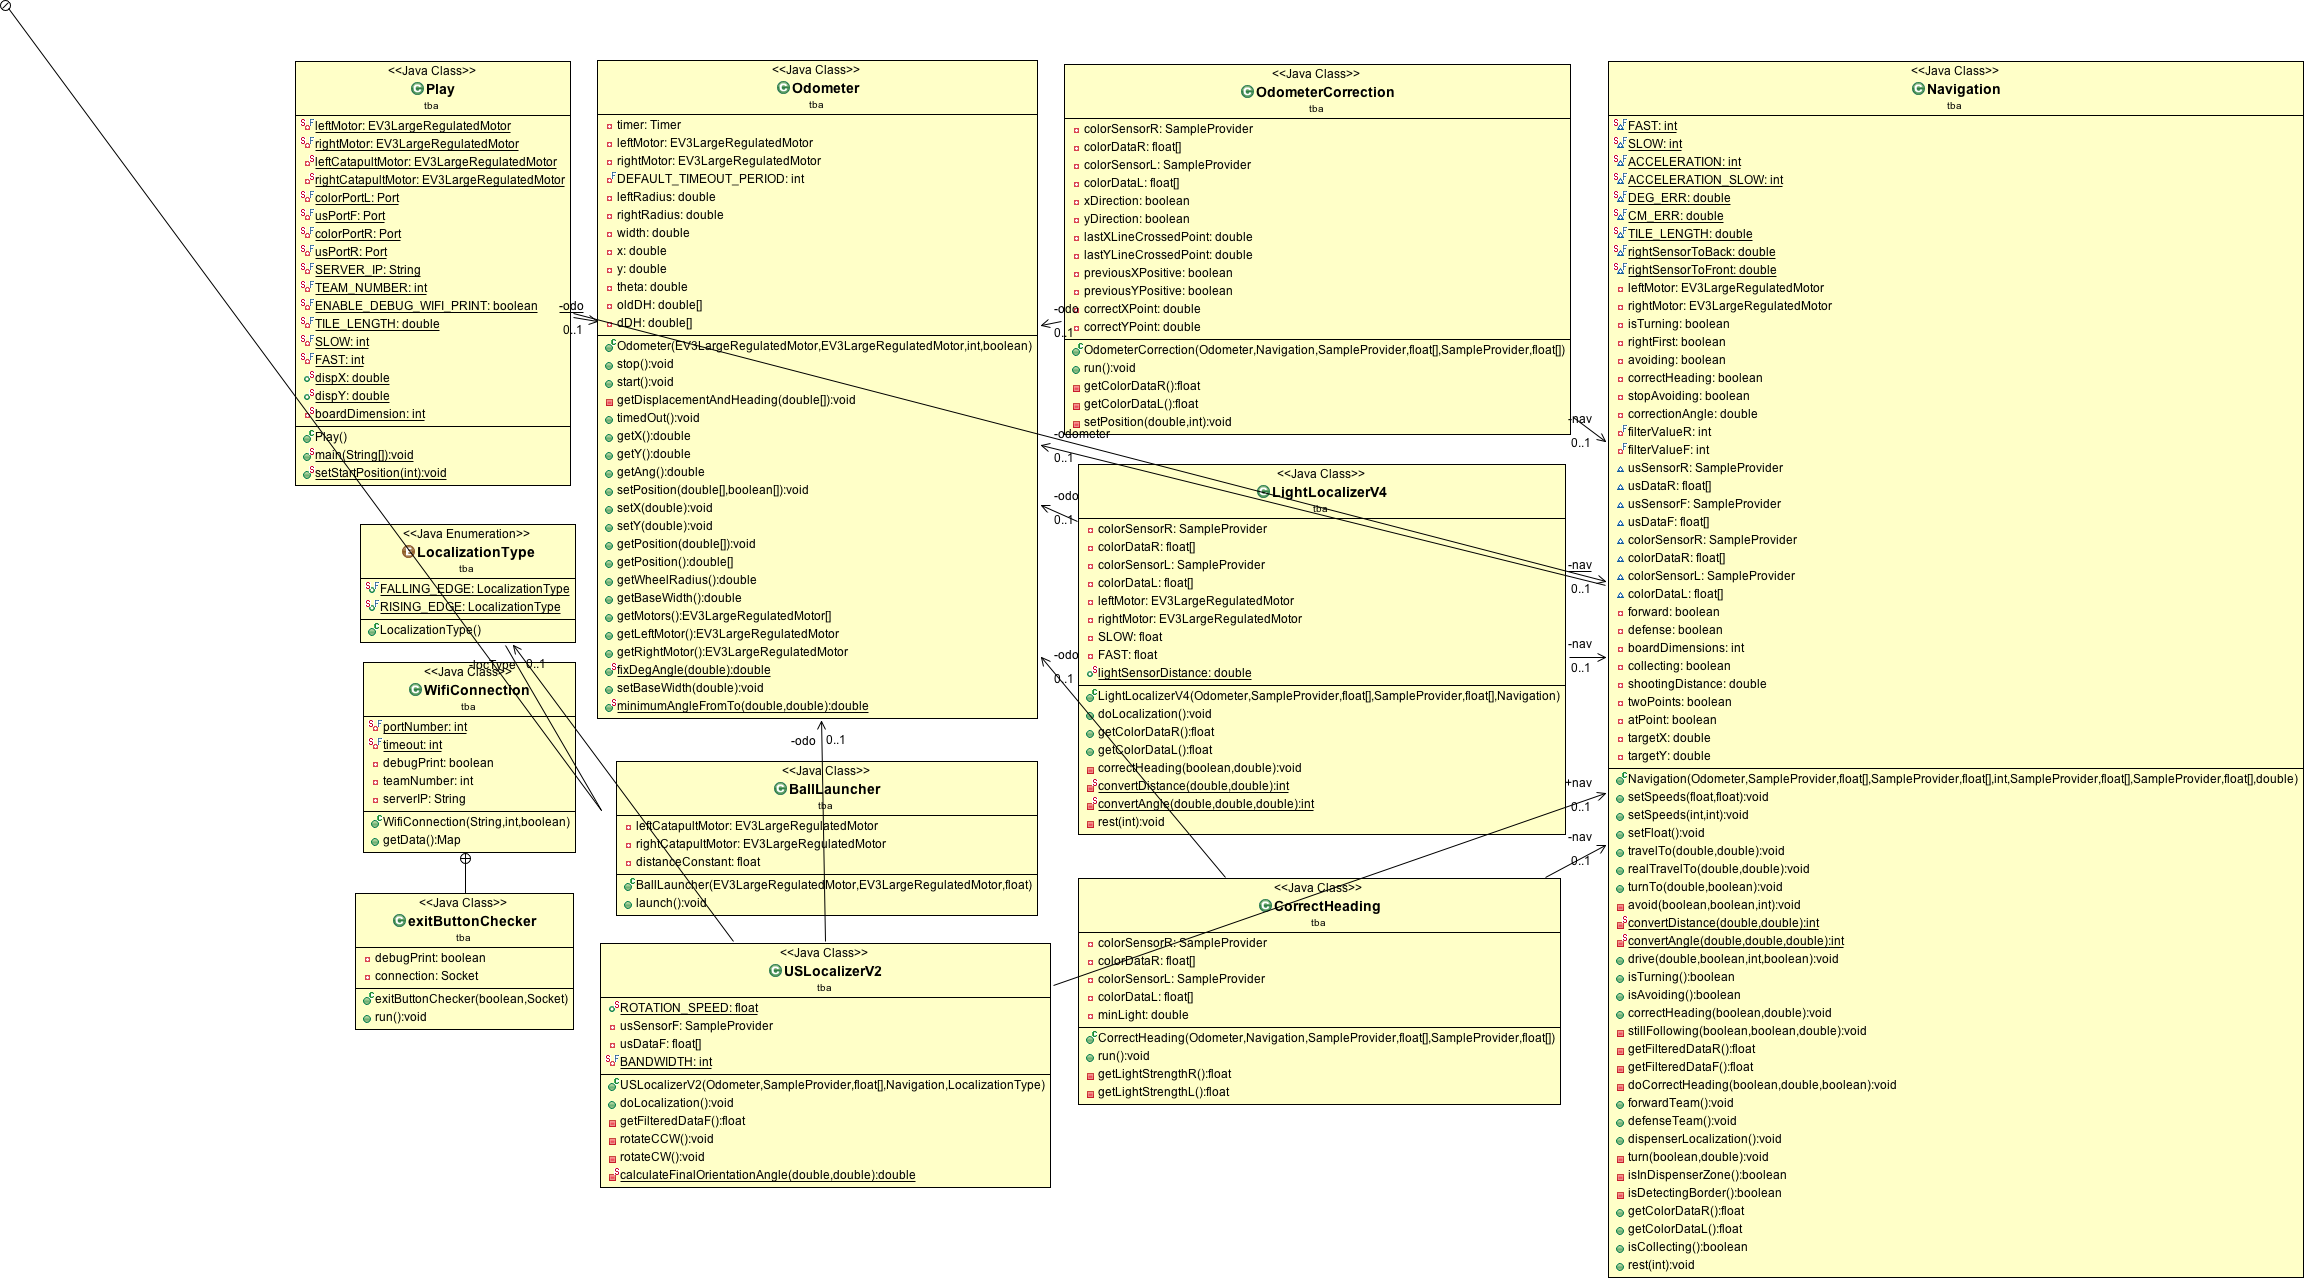 <<Java Class>>
Play
tba
leftMotor: EV3LargeRegulatedMotor
rightMotor: EV3LargeRegulatedMotor
leftCatapultMotor: EV3LargeRegulatedMotor
rightCatapultMotor: EV3LargeRegulatedMotor
colorPortL: Port
usPortF: Port
colorPortR: Port
usPortR: Port
SERVER_IP: String
TEAM_NUMBER: int
ENABLE_DEBUG_WIFI_PRINT: boolean
TILE_LENGTH: double
SLOW: int
FAST: int
dispX: double
dispY: double
boardDimension: int
Play()
main(String[]):void
setStartPosition(int):void
-odo
0..1
<<Java Enumeration>>
LocalizationType
tba
FALLING_EDGE: LocalizationType
RISING_EDGE: LocalizationType
LocalizationType()
-locType
0..1
<<Java Class>>
WifiConnection
tba
portNumber: int
timeout: int
debugPrint: boolean
teamNumber: int
serverIP: String
WifiConnection(String,int,boolean)
getData():Map
<<Java Class>>
exitButtonChecker
tba
debugPrint: boolean
connection: Socket
exitButtonChecker(boolean,Socket)
run():void
<<Java Class>>
Odometer
tba
timer: Timer
leftMotor: EV3LargeRegulatedMotor
rightMotor: EV3LargeRegulatedMotor
DEFAULT_TIMEOUT_PERIOD: int
leftRadius: double
rightRadius: double
width: double
x: double
y: double
theta: double
oldDH: double[]
dDH: double[]
Odometer(EV3LargeRegulatedMotor,EV3LargeRegulatedMotor,int,boolean)
stop():void
start():void
getDisplacementAndHeading(double[]):void
timedOut():void
getX():double
getY():double
getAng():double
setPosition(double[],boolean[]):void
setX(double):void
setY(double):void
getPosition(double[]):void
getPosition():double[]
getWheelRadius():double
getBaseWidth():double
getMotors():EV3LargeRegulatedMotor[]
getLeftMotor():EV3LargeRegulatedMotor
getRightMotor():EV3LargeRegulatedMotor
fixDegAngle(double):double
setBaseWidth(double):void
minimumAngleFromTo(double,double):double
-odo
0..1
<<Java Class>>
BallLauncher
tba
leftCatapultMotor: EV3LargeRegulatedMotor
rightCatapultMotor: EV3LargeRegulatedMotor
distanceConstant: float
BallLauncher(EV3LargeRegulatedMotor,EV3LargeRegulatedMotor,float)
launch():void
<<Java Class>>
USLocalizerV2
tba
ROTATION_SPEED: float
usSensorF: SampleProvider
usDataF: float[]
BANDWIDTH: int
USLocalizerV2(Odometer,SampleProvider,float[],Navigation,LocalizationType)
doLocalization():void
getFilteredDataF():float
rotateCCW():void
rotateCW():void
calculateFinalOrientationAngle(double,double):double
<<Java Class>>
OdometerCorrection
tba
colorSensorR: SampleProvider
colorDataR: float[]
colorSensorL: SampleProvider
colorDataL: float[]
xDirection: boolean
yDirection: boolean
lastXLineCrossedPoint: double
lastYLineCrossedPoint: double
previousXPositive: boolean
previousYPositive: boolean
correctXPoint: double
correctYPoint: double
OdometerCorrection(Odometer,Navigation,SampleProvider,float[],SampleProvider,float[])
run():void
getColorDataR():float
getColorDataL():float
setPosition(double,int):void
-odo
0..1
-odometer
0..1
-odo
0..1
-odo
0..1
<<Java Class>>
LightLocalizerV4
tba
colorSensorR: SampleProvider
colorDataR: float[]
colorSensorL: SampleProvider
colorDataL: float[]
leftMotor: EV3LargeRegulatedMotor
rightMotor: EV3LargeRegulatedMotor
SLOW: float
FAST: float
lightSensorDistance: double
LightLocalizerV4(Odometer,SampleProvider,float[],SampleProvider,float[],Navigation)
doLocalization():void
getColorDataR():float
getColorDataL():float
correctHeading(boolean,double):void
convertDistance(double,double):int
convertAngle(double,double,double):int
rest(int):void
<<Java Class>>
CorrectHeading
tba
colorSensorR: SampleProvider
colorDataR: float[]
colorSensorL: SampleProvider
colorDataL: float[]
minLight: double
CorrectHeading(Odometer,Navigation,SampleProvider,float[],SampleProvider,float[])
run():void
getLightStrengthR():float
getLightStrengthL():float
-nav
0..1
-nav
0..1
-nav
0..1
+nav
0..1
-nav
0..1
<<Java Class>>
Navigation
tba
FAST: int
SLOW: int
ACCELERATION: int
ACCELERATION_SLOW: int
DEG_ERR: double
CM_ERR: double
TILE_LENGTH: double
rightSensorToBack: double
rightSensorToFront: double
leftMotor: EV3LargeRegulatedMotor
rightMotor: EV3LargeRegulatedMotor
isTurning: boolean
rightFirst: boolean
avoiding: boolean
correctHeading: boolean
stopAvoiding: boolean
correctionAngle: double
filterValueR: int
filterValueF: int
usSensorR: SampleProvider
usDataR: float[]
usSensorF: SampleProvider
usDataF: float[]
colorSensorR: SampleProvider
colorDataR: float[]
colorSensorL: SampleProvider
colorDataL: float[]
forward: boolean
defense: boolean
boardDimensions: int
collecting: boolean
shootingDistance: double
twoPoints: boolean
atPoint: boolean
targetX: double
targetY: double
Navigation(Odometer,SampleProvider,float[],SampleProvider,float[],int,SampleProvider,float[],SampleProvider,float[],double)
setSpeeds(float,float):void
setSpeeds(int,int):void
setFloat():void
travelTo(double,double):void
realTravelTo(double,double):void
turnTo(double,boolean):void
avoid(boolean,boolean,int):void
convertDistance(double,double):int
convertAngle(double,double,double):int
drive(double,boolean,int,boolean):void
isTurning():boolean
isAvoiding():boolean
correctHeading(boolean,double):void
stillFollowing(boolean,boolean,double):void
getFilteredDataR():float
getFilteredDataF():float
doCorrectHeading(boolean,double,boolean):void
forwardTeam():void
defenseTeam():void
dispenserLocalization():void
turn(boolean,double):void
isInDispenserZone():boolean
isDetectingBorder():boolean
getColorDataR():float
getColorDataL():float
isCollecting():boolean
rest(int):void